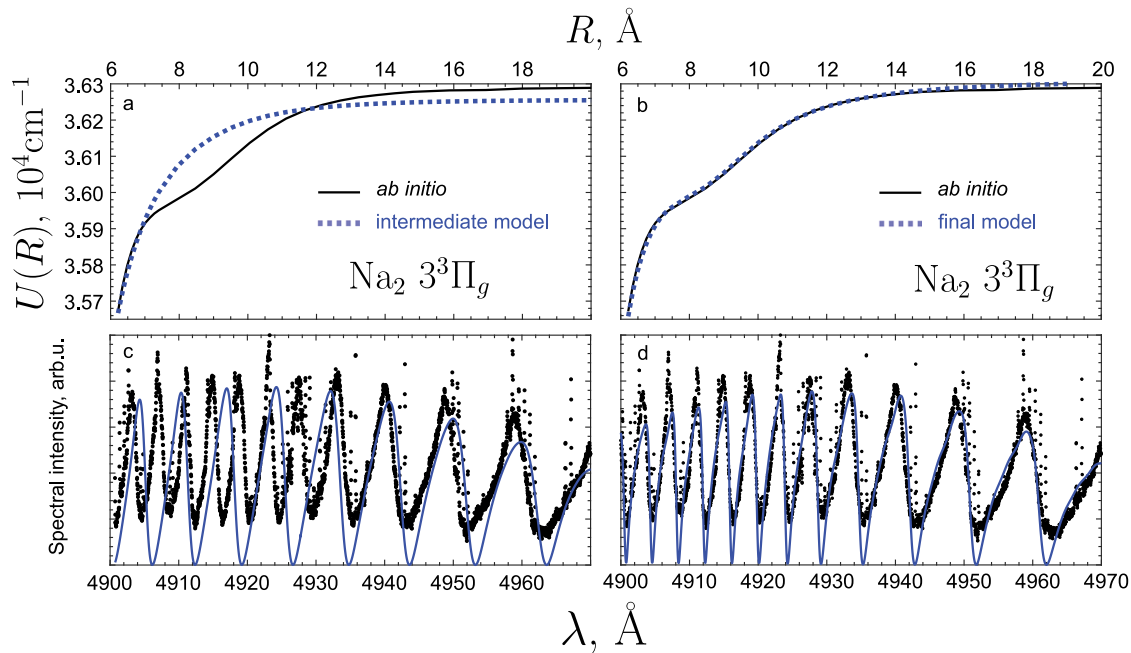 R, Å
6 8 10 12 14 16 18
6 8 10 12 14 16 18 20
U(R), 10⁴cm⁻¹
3.63
3.62
3.61
3.60
3.59
3.58
3.57
a
ab initio
intermediate model
Na₂ 3³Π_g
b
ab initio
final model
Na₂ 3³Π_g
Spectral intensity, arb.u.
c
d
4900 4910 4920 4930 4940 4950 4960
4900 4910 4920 4930 4940 4950 4960 4970
λ, Å